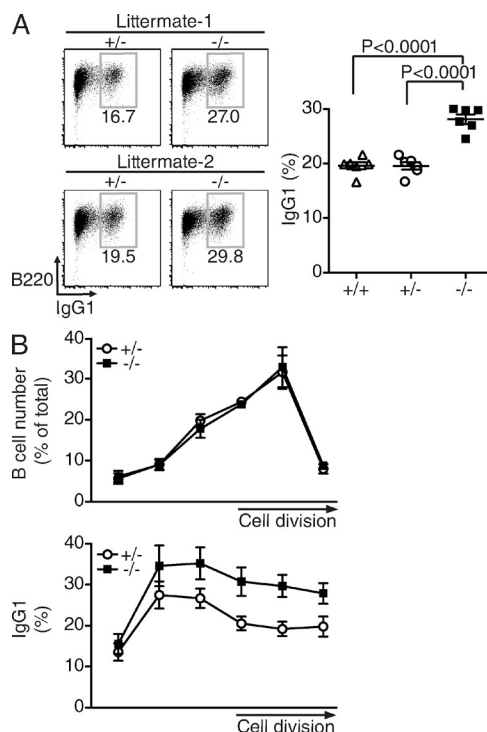 A
Littermate-1
+/-
-/-
16.7
27.0
Littermate-2
+/-
-/-
19.5
29.8
B220
IgG1
P<0.0001
P<0.0001
IgG1 (%)
30
20
10
0
+/+
+/-
-/-
B
+/-
-/-
B cell number
(% of total)
40
30
20
10
0
Cell division
+/-
-/-
IgG1
(%)
40
30
20
10
0
Cell division